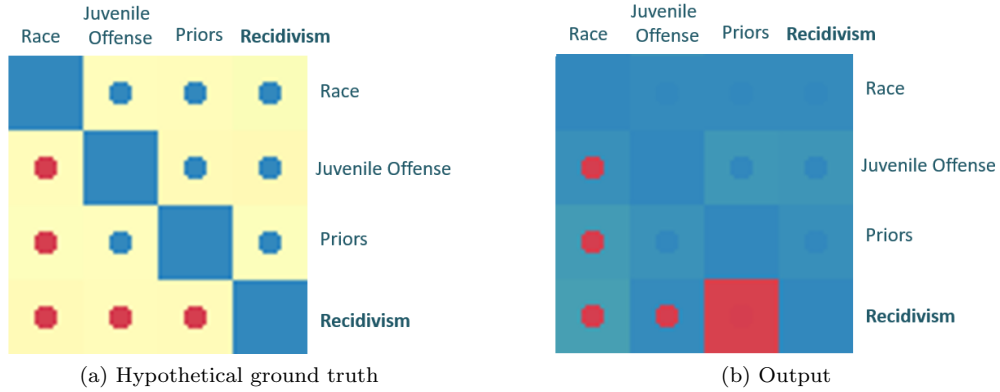 Race
Juvenile
Offense
Priors
Recidivism
Race
Juvenile Offense
Priors
Recidivism
(a) Hypothetical ground truth
Race
Juvenile
Offense
Priors
Recidivism
Race
Juvenile Offense
Priors
Recidivism
(b) Output